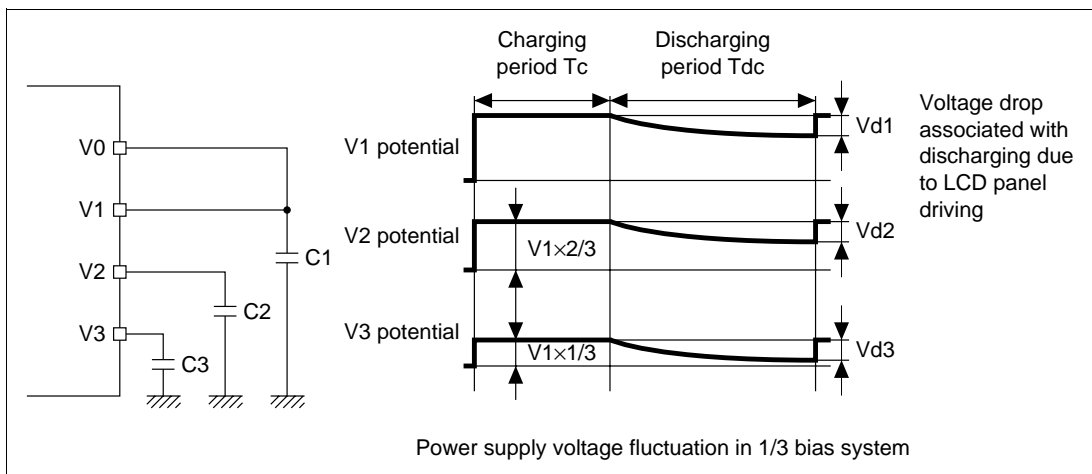 V0
V1
V2
V3
C1
C2
C3
Charging
period Tc
Discharging
period Tdc
V1 potential
Vd1
V2 potential
V1×2/3
Vd2
V3 potential
V1×1/3
Vd3
Voltage drop
associated with
discharging due
to LCD panel
driving
Power supply voltage fluctuation in 1/3 bias system